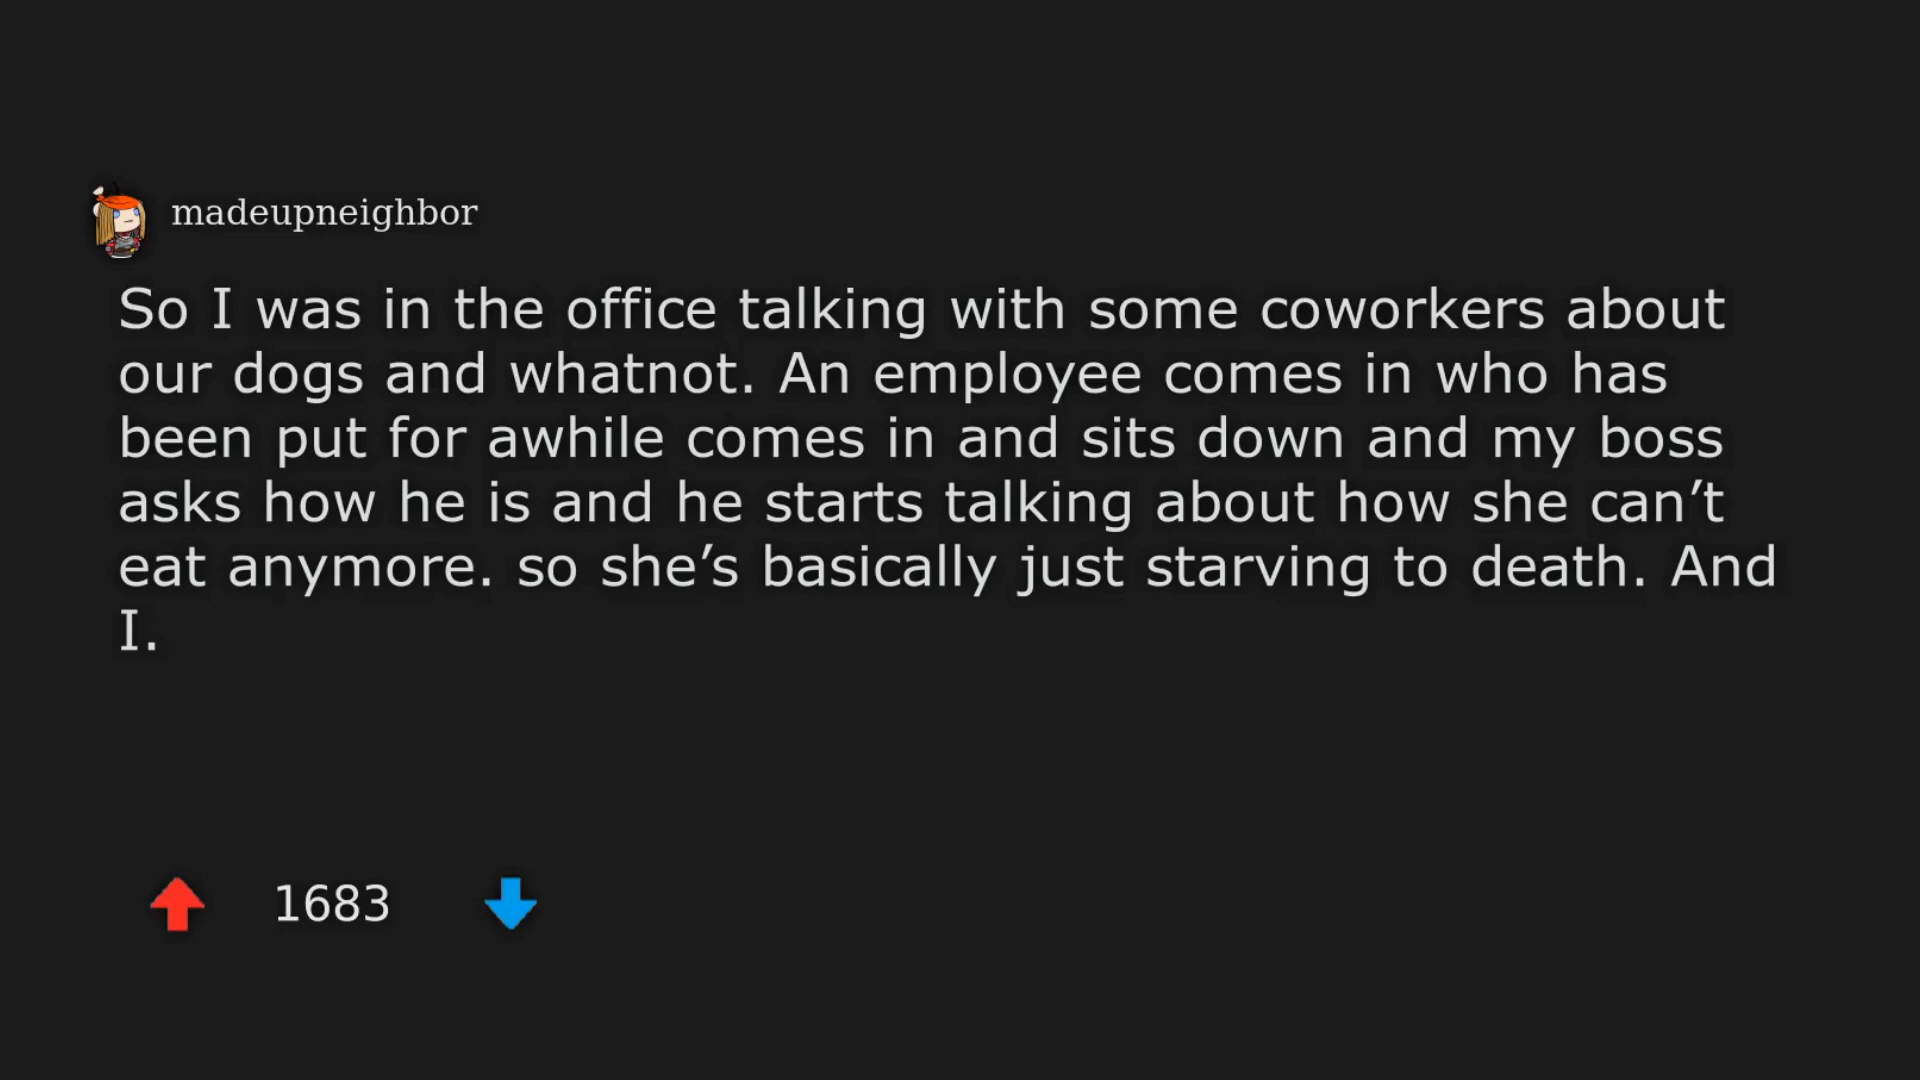 madeupneighbor
So I was in the office talking with some coworkers about
our dogs and whatnot. An employee comes in who has
been put for awhile comes in and sits down and my boss
asks how he is and he starts talking about how she can’t
eat anymore. so she’s basically just starving to death. And
I.
1683